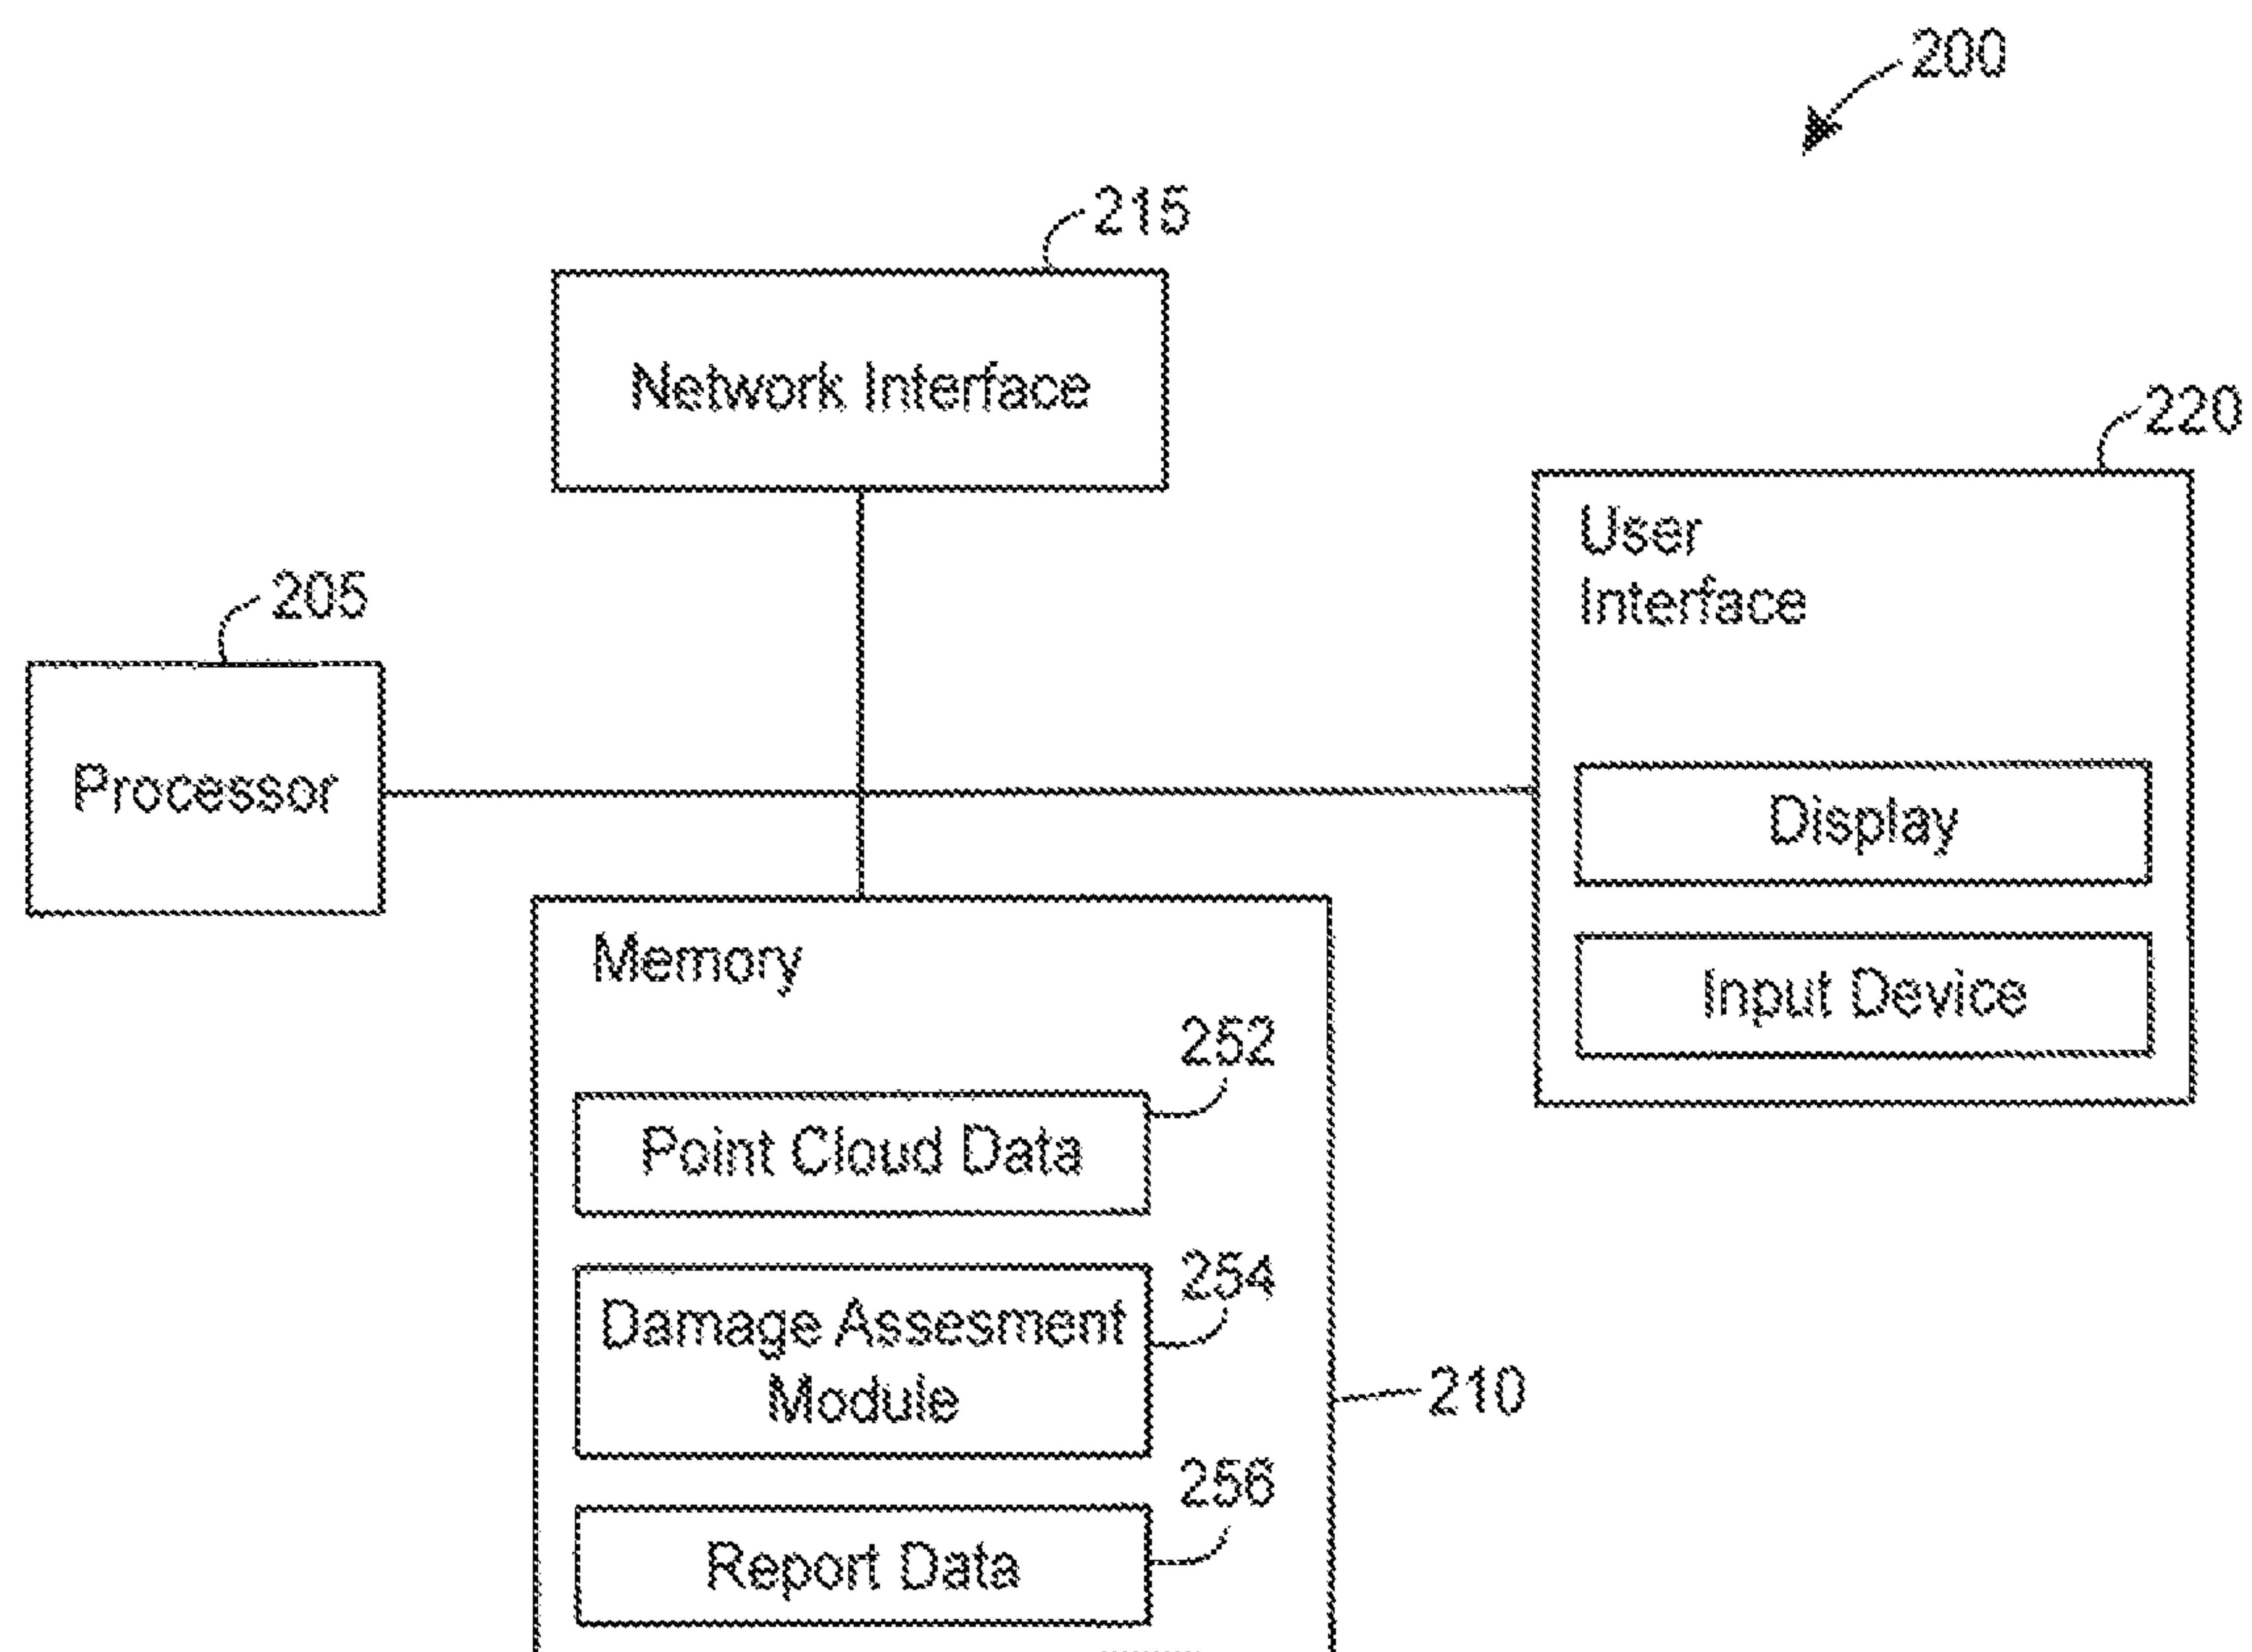 200
215
Network Interface
220
User
Interface
205
Processor
Display
Input Device
Memory
252
Point Cloud Data
254
Damage Assesment
Module
210
256
Report Data